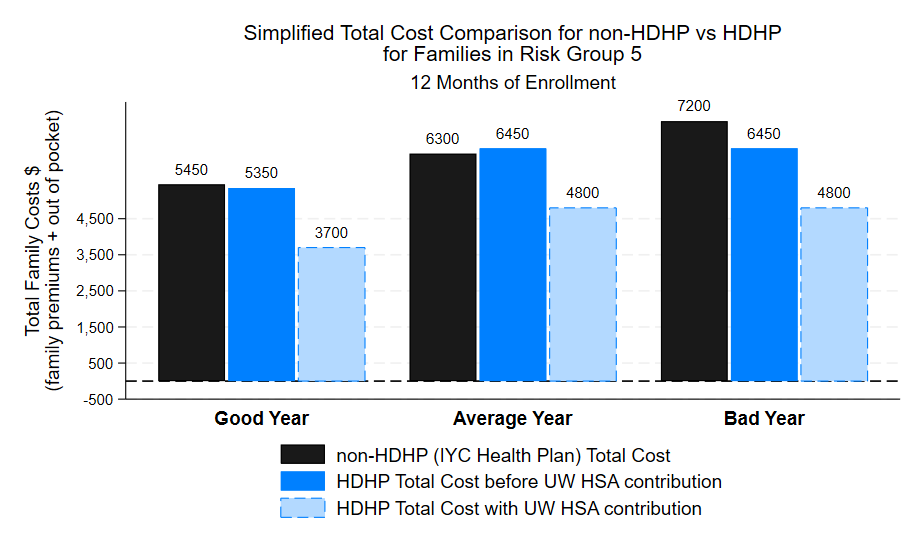 Simplified Total Cost Comparison for non-HDHP vs HDHP
for Families in Risk Group 5
12 Months of Enrollment
Total Family Costs $
(family premiums + out of pocket)
4,500
3,500
2,500
1,500
500
-500
5450
5350
3700
6300
6450
4800
7200
6450
4800
Good Year
Average Year
Bad Year
non-HDHP (IYC Health Plan) Total Cost
HDHP Total Cost before UW HSA contribution
HDHP Total Cost with UW HSA contribution